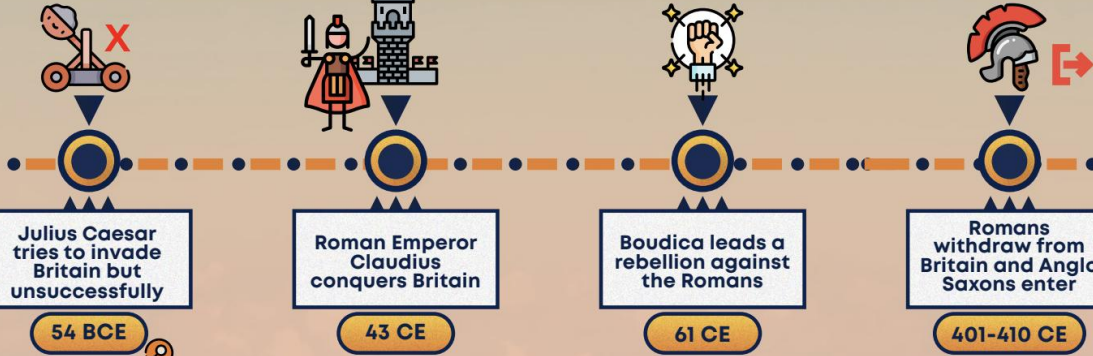 Julius Caesar
tries to invade
Britain but
unsuccessfully
54 BCE
Roman Emperor
Claudius
conquers Britain
43 CE
Boudica leads a
rebellion against
the Romans
61 CE
Romans
withdraw from
Britain and Anglo
Saxons enter
401-410 CE